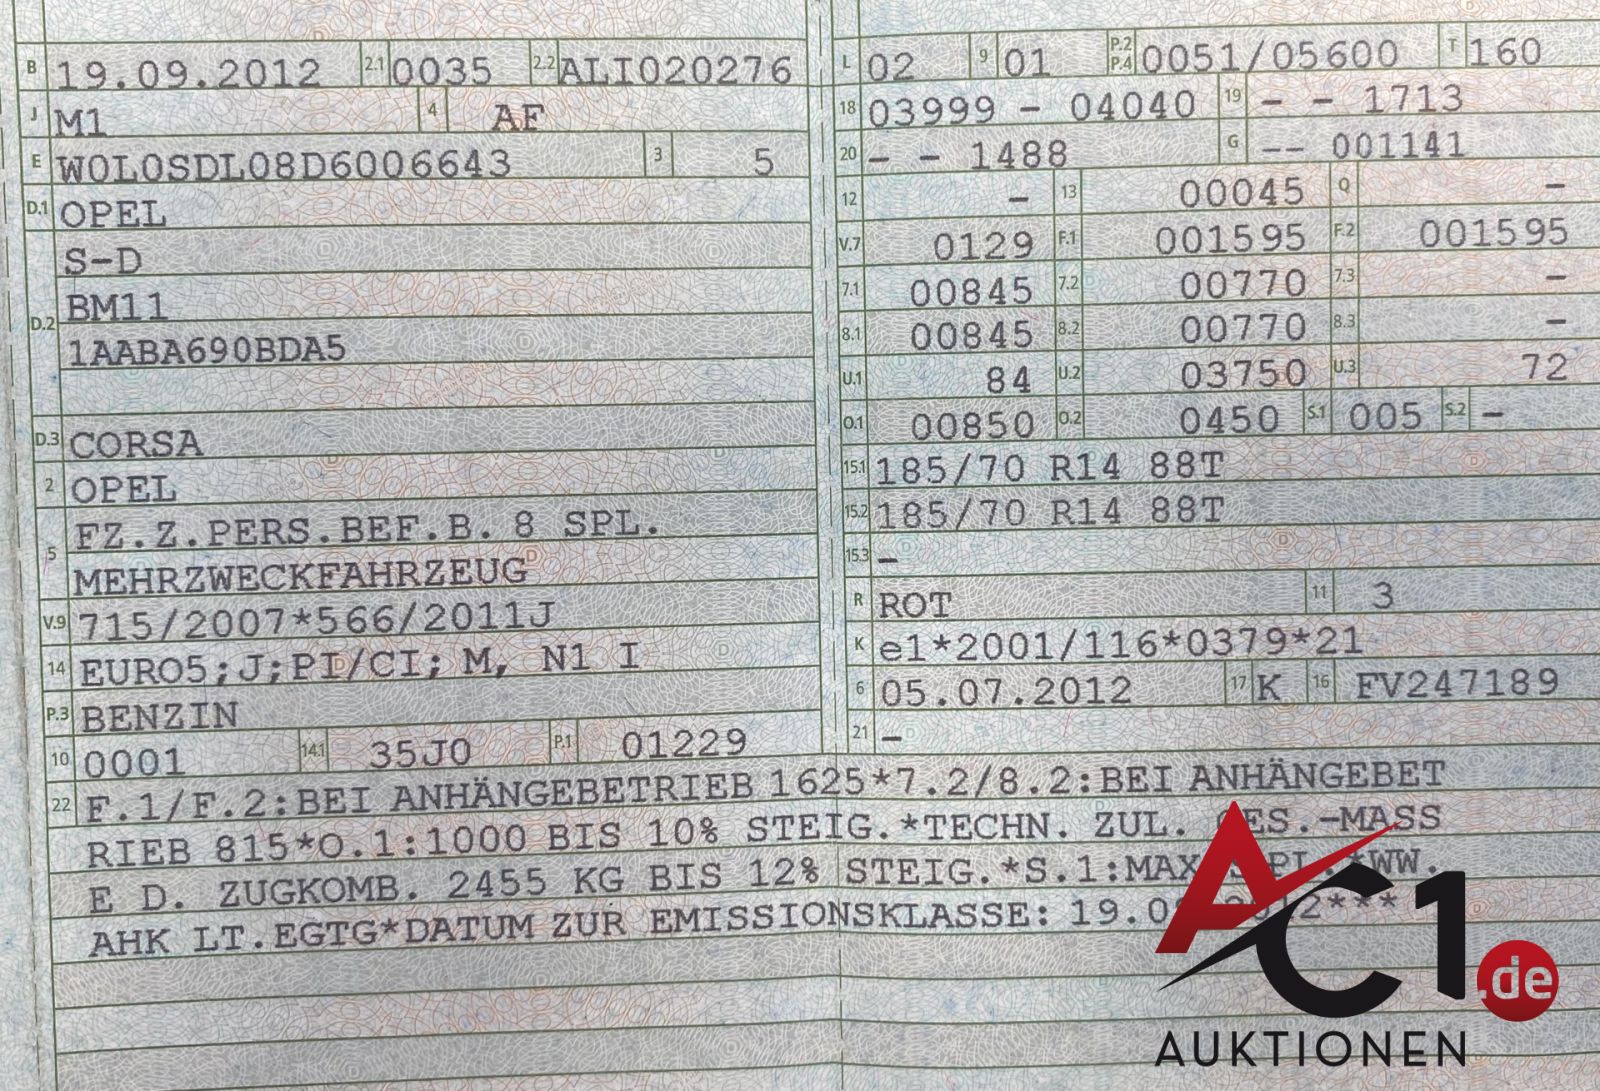 B 19.09.2012 2.1 0035 2.2 ALI020276
J M1 4 AF
E W0L0SDL08D6006643 3 5
D.1 OPEL
D.2 S-D
BM11
1AABA690BDA5
D.3 CORSA
2 OPEL
5 FZ.Z.PERS.BEF.B. 8 SPL.
MEHRZWECKFAHRZEUG
V.9 715/2007*566/2011J
14 EURO5;J;PI/CI; M, N1 I
P.3 BENZIN
10 0001 14.1 35J0 P.1 01229
L 02 9 01 P.2 P.4 0051/05600 T 160
18 03999 - 04040 19 - - 1713
20 - - 1488 G -- 001141
12 - 13 00045 Q -
V.7 0129 F.1 001595 F.2 001595
7.1 00845 7.2 00770 7.3 -
8.1 00845 8.2 00770 8.3 -
U.1 84 U.2 03750 U.3 72
O.1 00850 O.2 0450 S.1 005 S.2 -
15.1 185/70 R14 88T
15.2 185/70 R14 88T
15.3 -
R ROT 11 3
K e1*2001/116*0379*21
6 05.07.2012 17 K 16 FV247189
21 -
22 F.1/F.2:BEI ANHÄNGEBETRIEB 1625*7.2/8.2:BEI ANHÄNGEBET
RIEB 815*O.1:1000 BIS 10% STEIG.*TECHN. ZUL. GES.-MASS
E D. ZUGKOMB. 2455 KG BIS 12% STEIG.*S.1:MAX *WW.
AHK LT.EGTG*DATUM ZUR EMISSIONSKLASSE: 19.0 2012***
AC1.de
AUKTIONEN